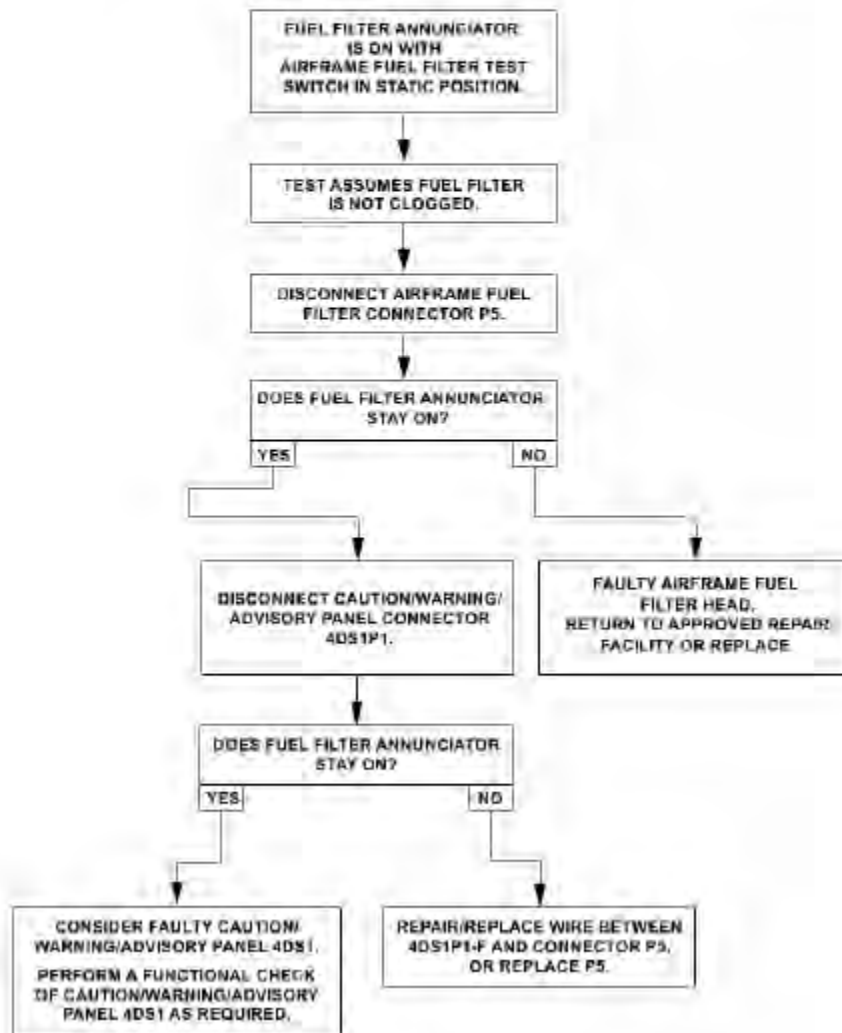 FUEL FILTER ANNUNCIATOR
IS ON WITH
AIRFRAME FUEL FILTER TEST
SWITCH IN STATIC POSITION.
TEST ASSUMES FUEL FILTER
IS NOT CLOGGED.
DISCONNECT AIRFRAME FUEL
FILTER CONNECTOR P5.
DOES FUEL FILTER ANNUNCIATOR
STAY ON?
YES
NO
DISCONNECT CAUTION/WARNING/
ADVISORY PANEL CONNECTOR
4DS1P1.
FAULTY AIRFRAME FUEL
FILTER HEAD.
RETURN TO APPROVED REPAIR
FACILITY OR REPLACE
DOES FUEL FILTER ANNUNCIATOR
STAY ON?
YES
NO
CONSIDER FAULTY CAUTION/
WARNING/ADVISORY PANEL 4DS1.
PERFORM A FUNCTIONAL CHECK
OF CAUTION/WARNING/ADVISORY
PANEL 4DS1 AS REQUIRED.
REPAIR/REPLACE WIRE BETWEEN
4DS1P1-F AND CONNECTOR P5,
OR REPLACE P5.